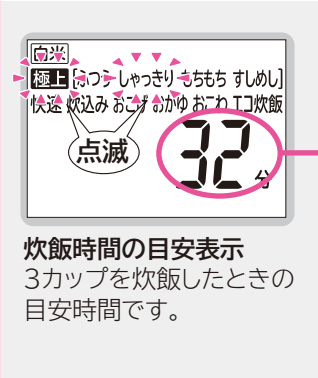 白米
極上 [ふつう しゃっきり もちもち すしめし]
快速 炊込み おこげ おかゆ おこわ エコ炊飯
点滅
32分
炊飯時間の目安表示
3カップを炊飯したときの
目安時間です。